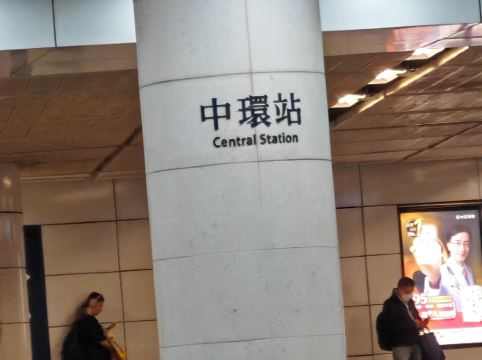 中環站
Central Station